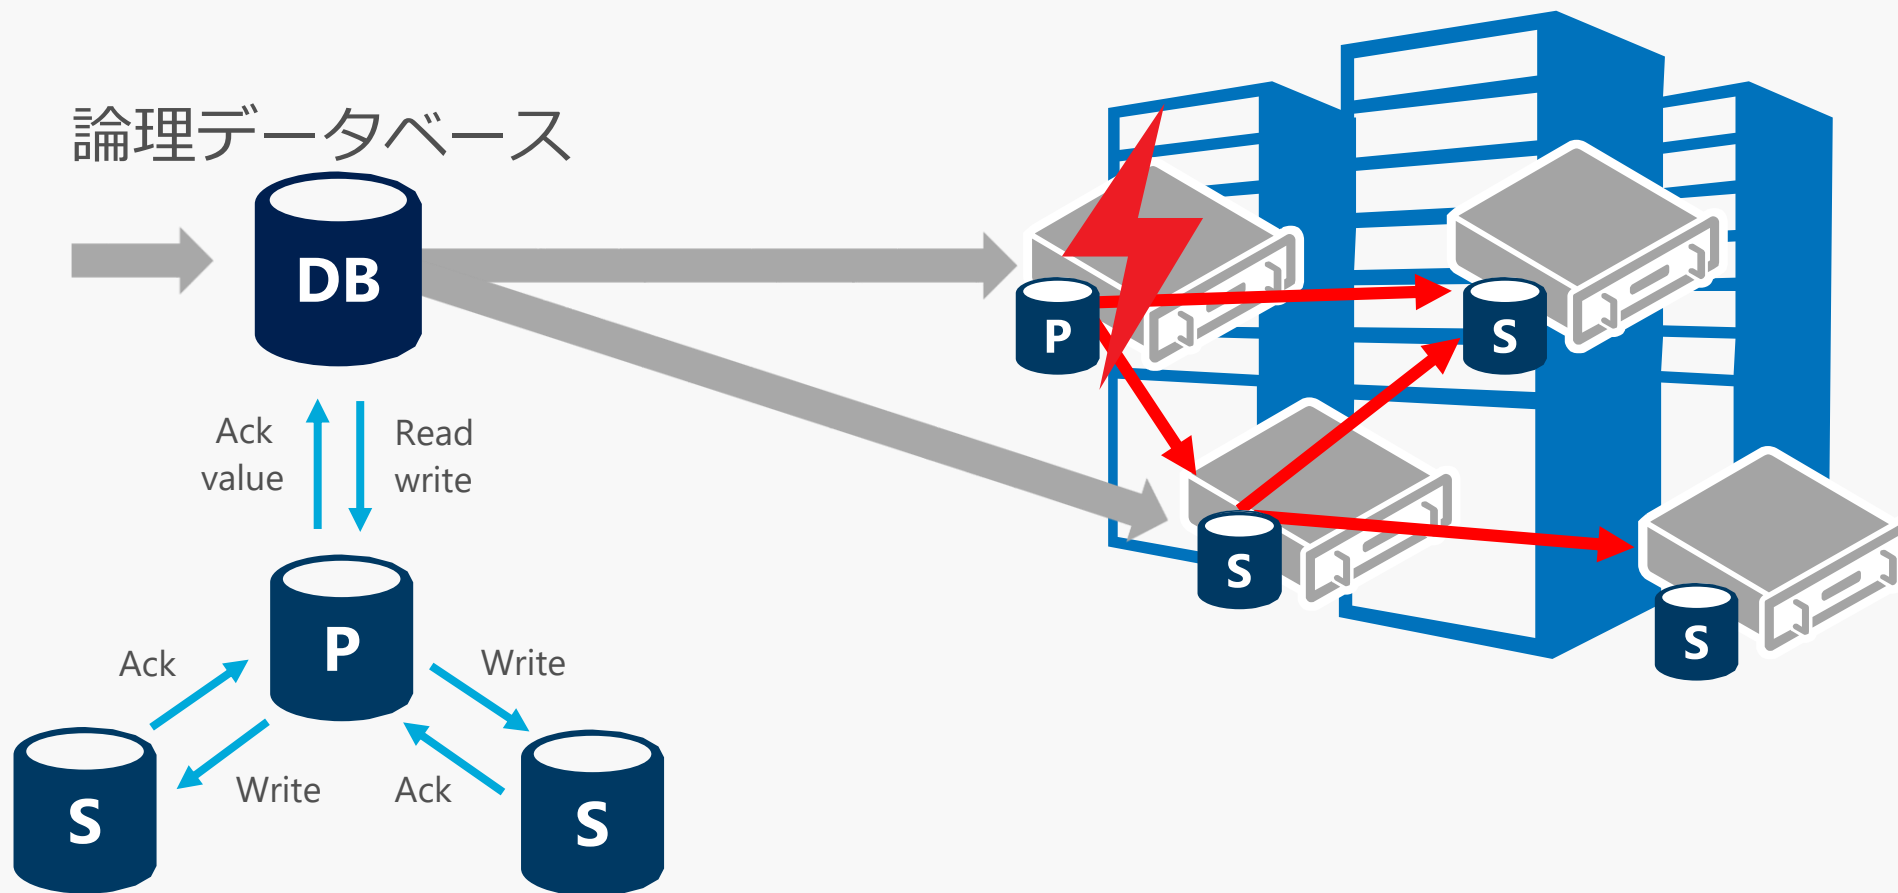 論理データベース
DB
P
S
S
S
Ack
value
Read
write
P
Ack
Write
Write
Ack
S
S